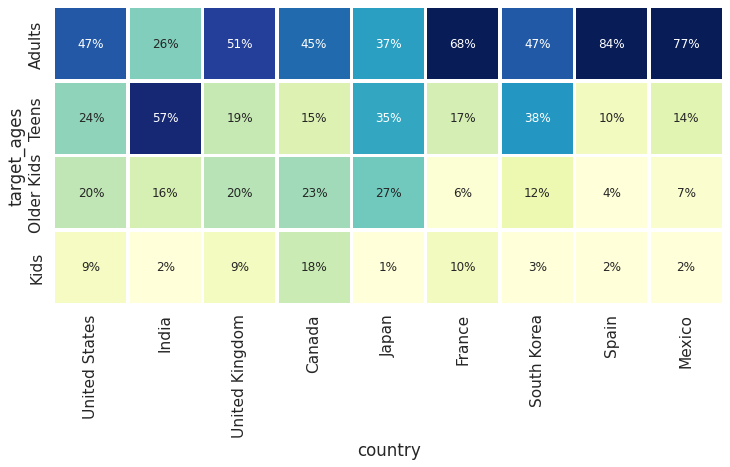 target_ages
Adults 47% 26% 51% 45% 37% 68% 47% 84% 77%
Teens 24% 57% 19% 15% 35% 17% 38% 10% 14%
Older Kids 20% 16% 20% 23% 27% 6% 12% 4% 7%
Kids 9% 2% 9% 18% 1% 10% 3% 2% 2%
United States India United Kingdom Canada Japan France South Korea Spain Mexico
country